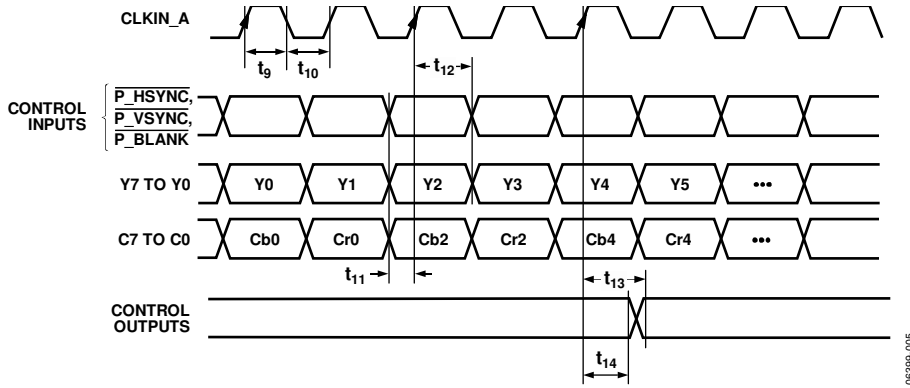 CLKIN_A
t9
t10
t12
CONTROL INPUTS
P_HSYNC,
P_VSYNC,
P_BLANK
Y7 TO Y0
Y0 Y1 Y2 Y3 Y4 Y5 •••
C7 TO C0
Cb0 Cr0 Cb2 Cr2 Cb4 Cr4 •••
t11
t13
CONTROL OUTPUTS
t14
06399-005